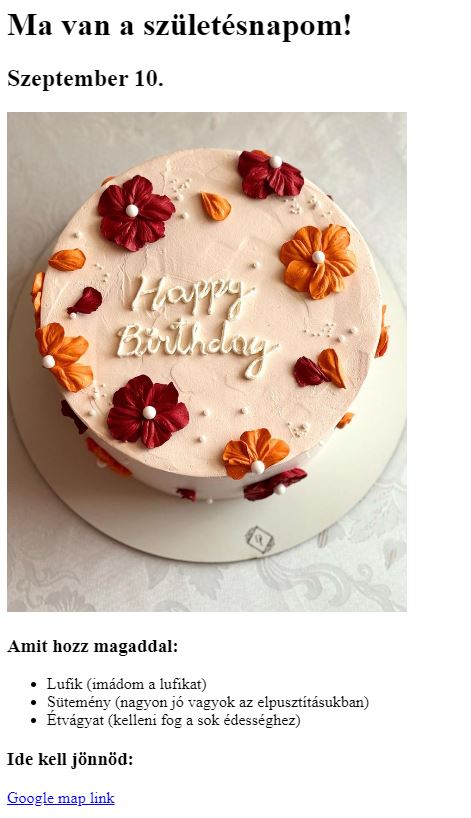 Ma van a születésnapom!
Szeptember 10.
Happy
Birthday
Amit hozz magaddal:
Lufik (imádom a lufikat)
Sütemény (nagyon jó vagyok az elpusztításukban)
Étvágyat (kelleni fog a sok édességhez)
Ide kell jönnöd:
Google map link